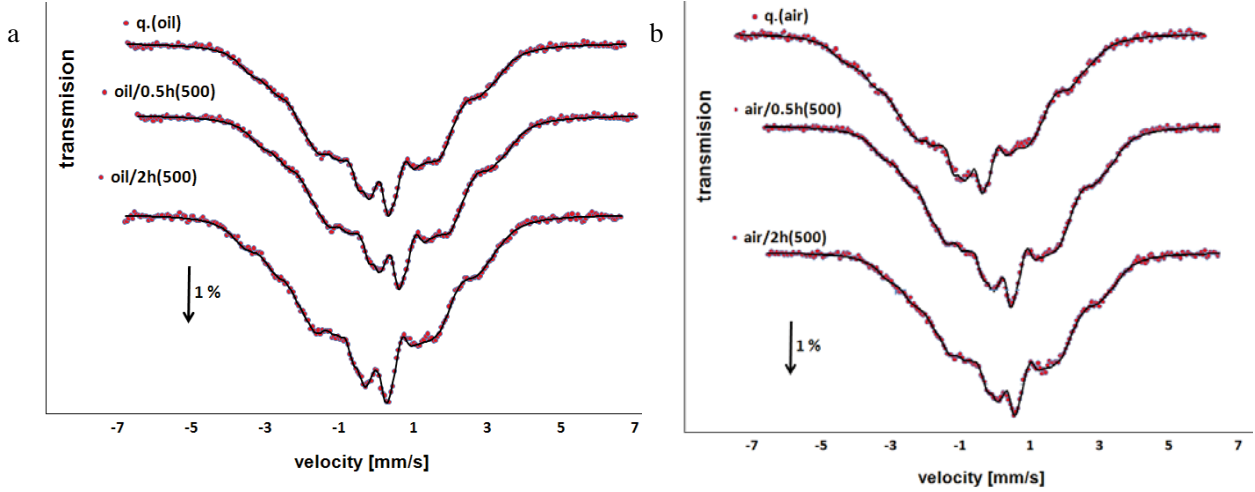 a
transmision
q.(oil)
oil/0.5h(500)
oil/2h(500)
1 %
-7 -5 -3 -1 1 3 5 7
velocity [mm/s]
b
transmision
q.(air)
air/0.5h(500)
air/2h(500)
1 %
-7 -5 -3 -1 1 3 5 7
velocity [mm/s]